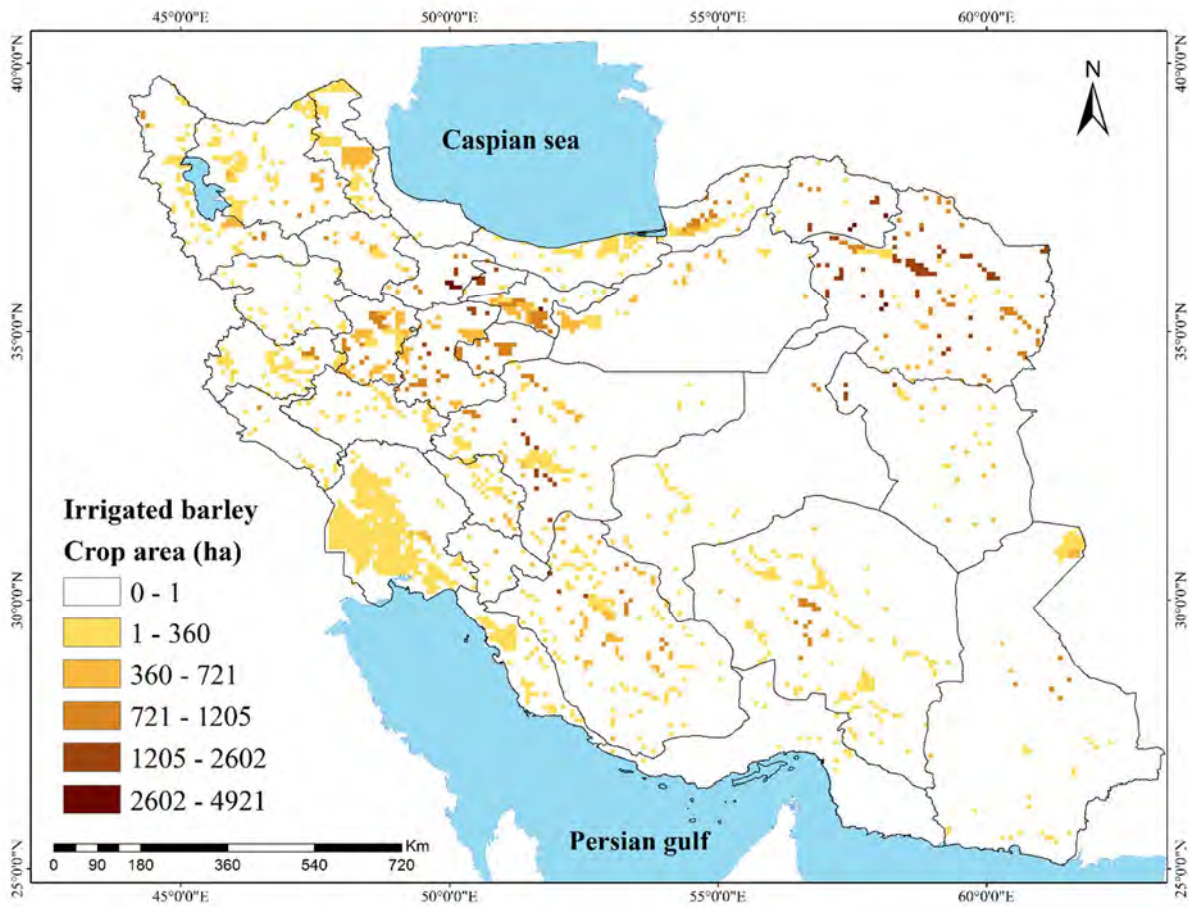 45°0'0"E 50°0'0"E 55°0'0"E 60°0'0"E
40°0'0"N 40°0'0"N
N
Caspian sea
35°0'0"N 35°0'0"N
Irrigated barley
Crop area (ha)
0 - 1
30°0'0"N 30°0'0"N
1 - 360
360 - 721
721 - 1205
1205 - 2602
2602 - 4921
Persian gulf
Km
0 45 90 180 360 540 720
25°0'0"N 25°0'0"N
45°0'0"E 50°0'0"E 55°0'0"E 60°0'0"E